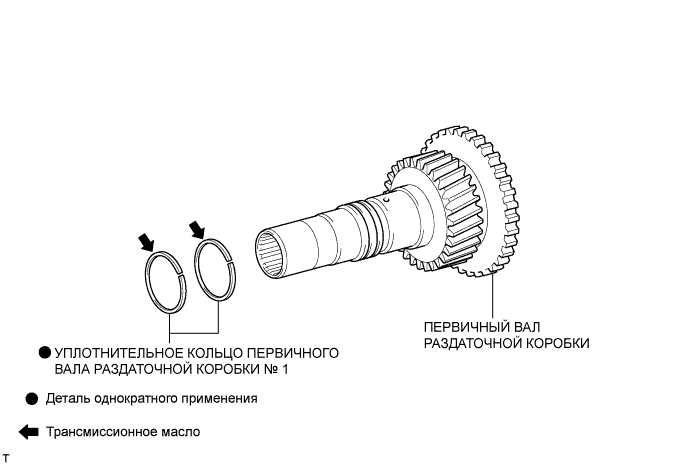 ПЕРВИЧНЫЙ ВАЛ
РАЗДАТОЧНОЙ КОРОБКИ
УПЛОТНИТЕЛЬНОЕ КОЛЬЦО ПЕРВИЧНОГО
ВАЛА РАЗДАТОЧНОЙ КОРОБКИ № 1
Деталь однократного применения
Трансмиссионное масло
T